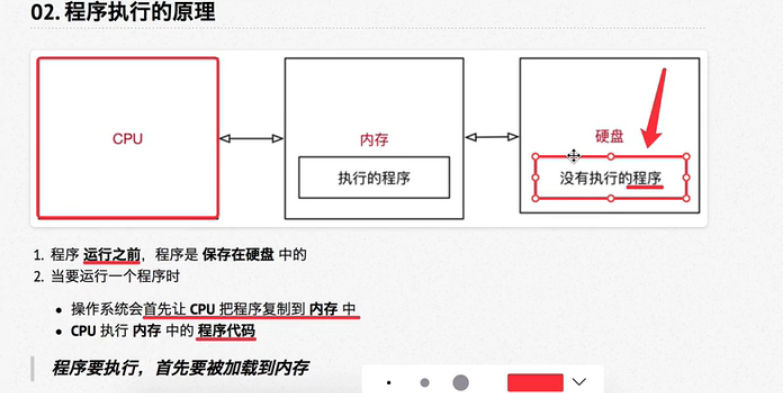 02. 程序执行的原理
CPU
内存
硬盘
执行的程序
没有执行的程序
1. 程序 运行之前，程序是 保存在硬盘 中的
2. 当要运行一个程序时
• 操作系统会首先让 CPU 把程序复制到 内存 中
• CPU 执行 内存 中的 程序代码
程序要执行，首先要被加载到内存